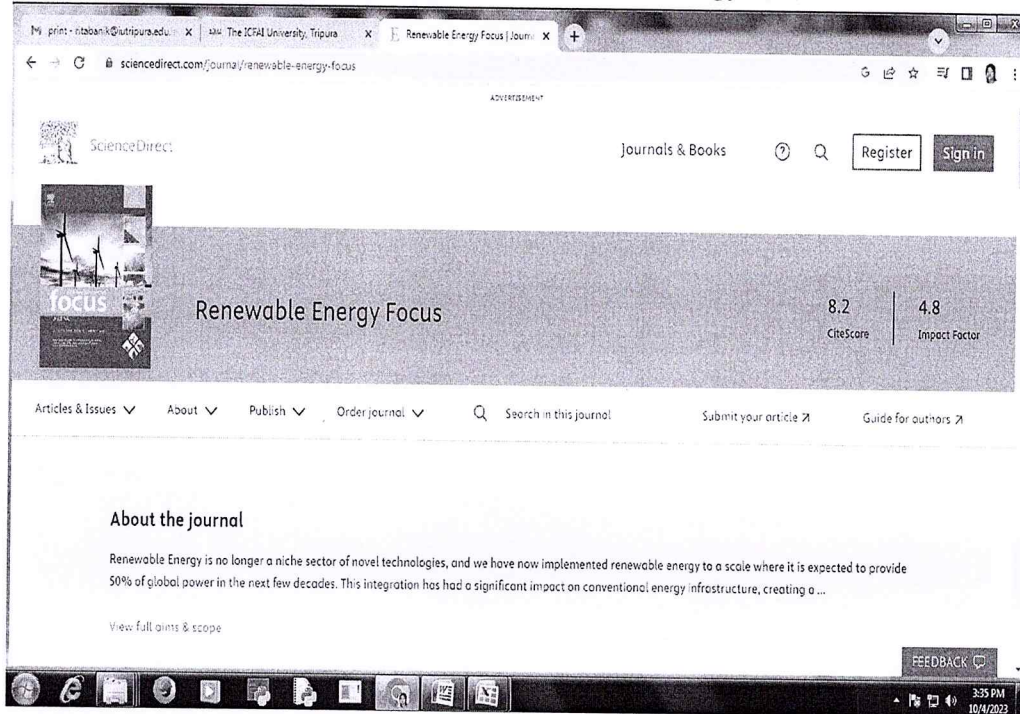 print - ntabanik@iutripura.edu.
The ICFAI University, Tripura
Renewable Energy Focus | Journ
sciencedirect.com/journal/renewable-energy-focus
ADVERTISEMENT
ScienceDirect
Journals & Books
Register
Sign in
focus
Renewable Energy Focus
8.2
CiteScore
4.8
Impact Factor
Articles & Issues
About
Publish
Order journal
Search in this journal
Submit your article
Guide for authors
About the journal
Renewable Energy is no longer a niche sector of novel technologies, and we have now implemented renewable energy to a scale where it is expected to provide
50% of global power in the next few decades. This integration has had a significant impact on conventional energy infrastructure, creating a ...
View full aims & scope
FEEDBACK
3:35 PM
10/4/2023